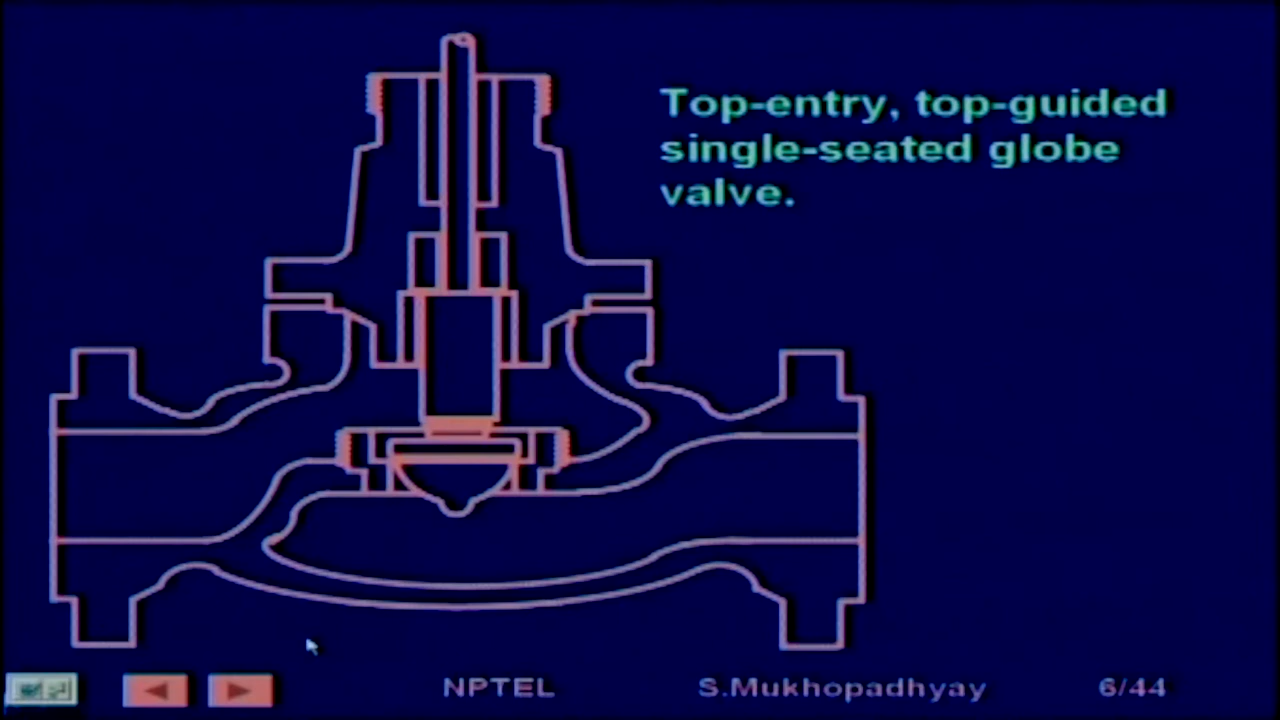 Top-entry, top-guided
single-seated globe
valve.
NPTEL
S.Mukhopadhyay
6/44